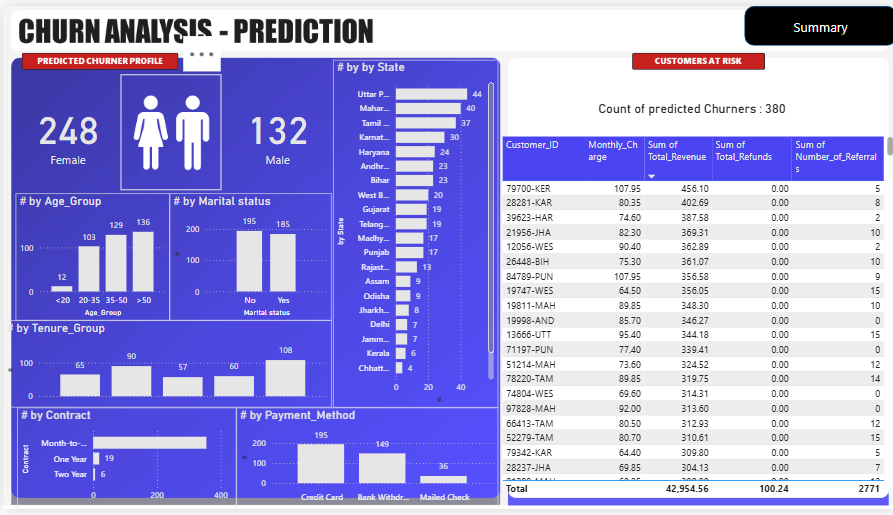 CHURN ANALYSIS - PREDICTION
Summary
PREDICTED CHURNER PROFILE
248
Female
132
Male
# by Age_Group
12
103
129
136
100
0
<20 20-35 35-50 >50
Age_Group
# by Marital status
195
185
200
100
0
No Yes
Marital status
# by Tenure_Group
65
90
57
60
108
100
0
# by Contract
Contract
Month-to-...
One Year 19
Two Year 6
0 200 400
# by Payment_Method
195
149
36
200
100
0
Credit Card Bank Withdr... Mailed Check
# by by State
by State
Uttar P... 44
Mahar... 40
Tamil ... 37
Karnat... 30
Haryana 24
Andhr... 23
Bihar 23
West B... 20
Gujarat 19
Telang... 19
Madhy... 17
Punjab 17
Rajast... 13
Assam 9
Odisha 9
Jharkh... 8
Delhi 7
Jamm... 7
Kerala 6
Chhatt... 4
0 20 40
#
CUSTOMERS AT RISK
Count of predicted Churners : 380
Customer_ID Monthly_Charge Sum of Total_Revenue Sum of Total_Refunds Sum of Number_of_Referrals
79700-KER 107.95 456.10 0.00 5
28281-KAR 80.35 402.69 0.00 8
39623-HAR 74.60 387.58 0.00 2
21956-JHA 82.30 369.31 0.00 10
12056-WES 90.40 362.89 0.00 2
26448-BIH 75.30 361.07 0.00 10
84789-PUN 107.95 356.58 0.00 9
19747-WES 64.50 356.05 0.00 15
19811-MAH 89.85 348.30 0.00 10
19998-AND 85.70 346.27 0.00 0
13666-UTT 95.40 344.18 0.00 15
71197-PUN 77.40 339.41 0.00 0
51214-MAH 73.60 324.52 0.00 12
78220-TAM 89.85 319.75 0.00 14
74804-WES 69.60 314.31 0.00 0
97828-MAH 92.00 313.60 0.00 0
66413-TAM 80.50 312.93 0.00 12
52279-TAM 80.70 310.61 0.00 15
79342-KAR 64.40 309.80 0.00 5
28237-JHA 69.85 304.13 0.00 7
Total 42,954.56 100.24 2771